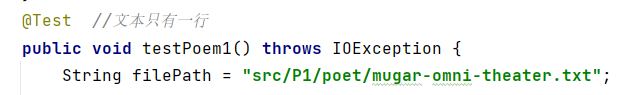 @Test  //文本只有一行
public void testPoem1() throws IOException {
    String filePath = "src/P1/poet/mugar-omni-theater.txt";